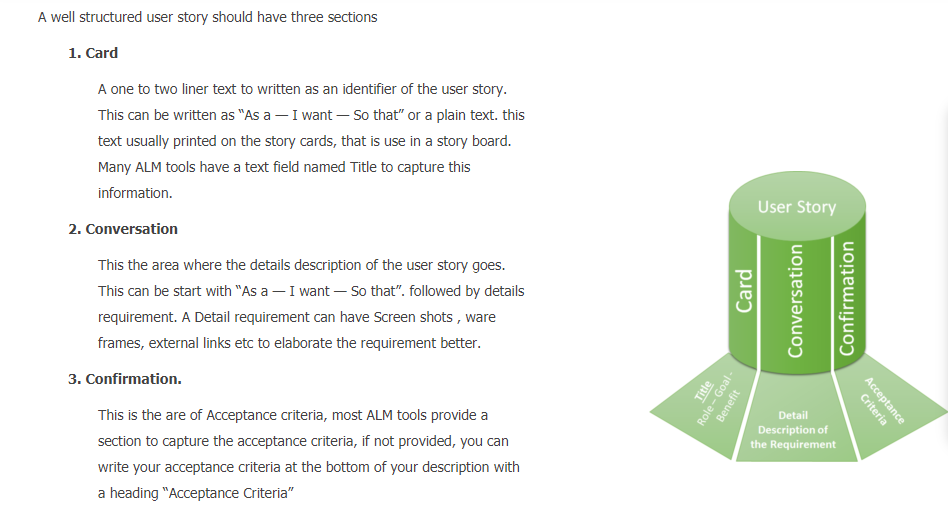 A well structured user story should have three sections
1. Card
A one to two liner text to written as an identifier of the user story.
This can be written as “As a — I want — So that” or a plain text. this
text usually printed on the story cards, that is use in a story board.
Many ALM tools have a text field named Title to capture this
information.
2. Conversation
This the area where the details description of the user story goes.
This can be start with “As a — I want — So that”. followed by details
requirement. A Detail requirement can have Screen shots , ware
frames, external links etc to elaborate the requirement better.
3. Confirmation.
This is the are of Acceptance criteria, most ALM tools provide a
section to capture the acceptance criteria, if not provided, you can
write your acceptance criteria at the bottom of your description with
a heading “Acceptance Criteria”
User Story
Card
Conversation
Confirmation
Title
Role – Goal -
Benefit
Detail
Description of
the Requirement
Acceptance
Criteria